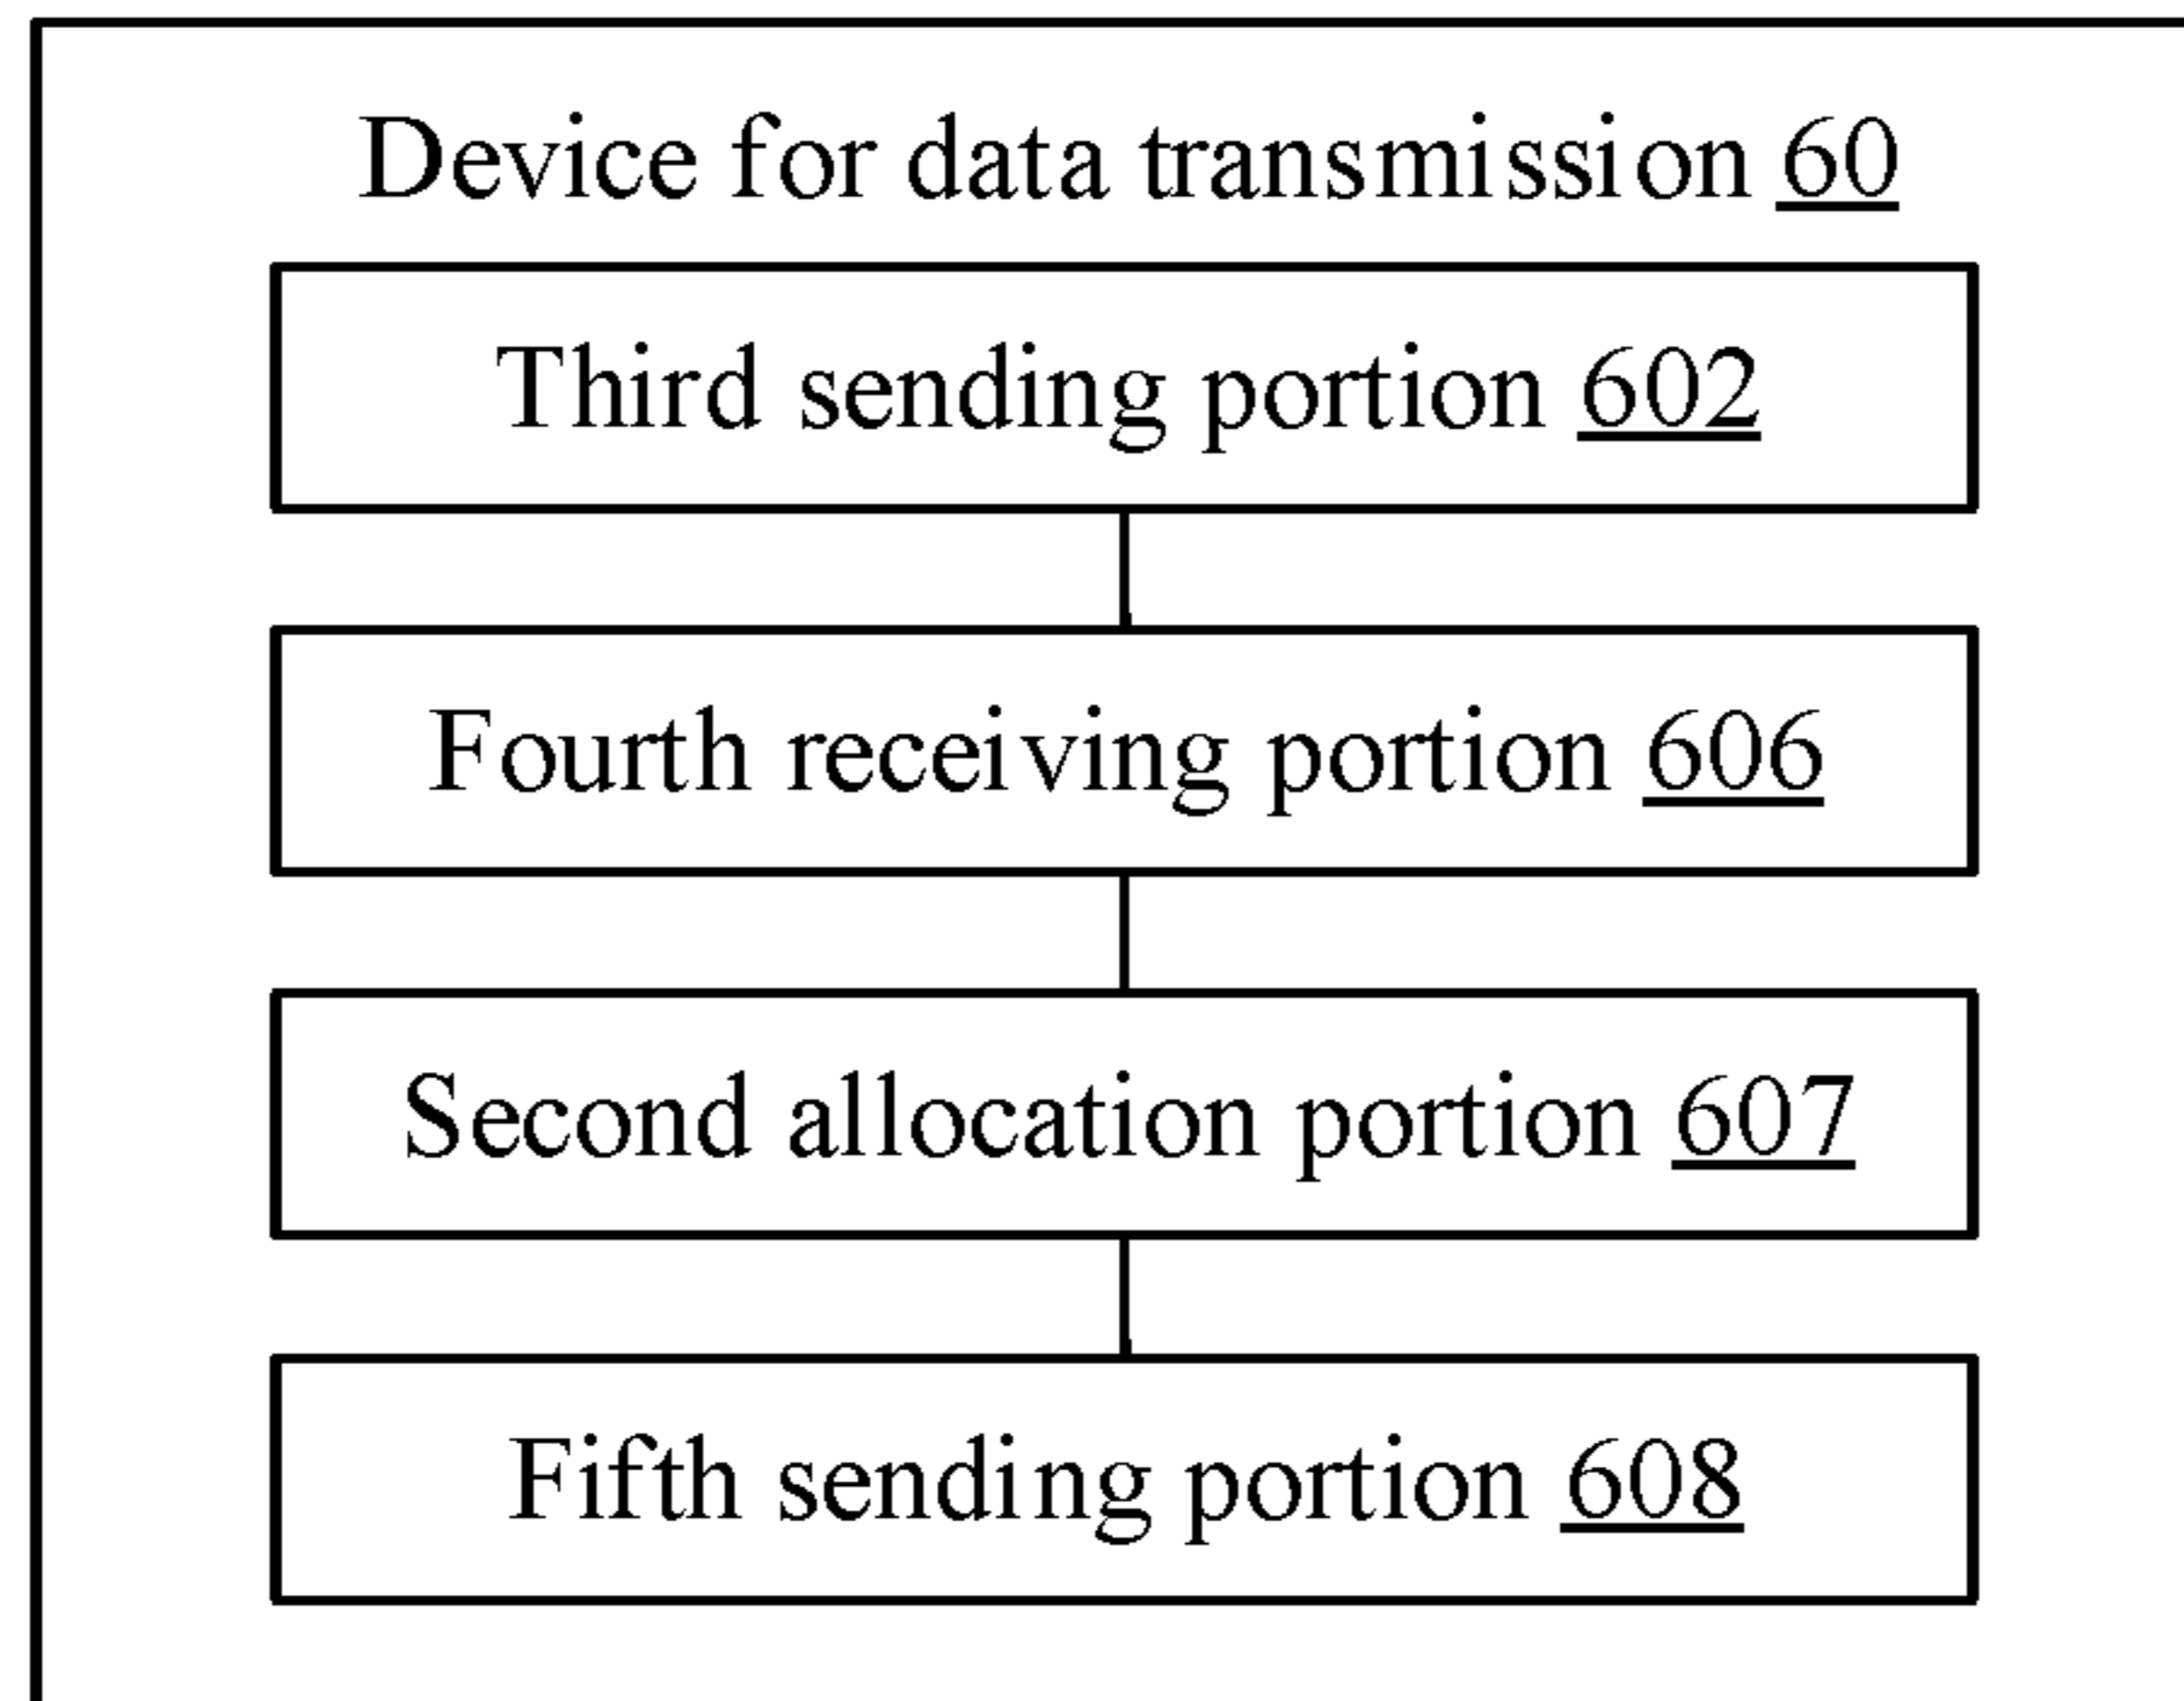 Device for data transmission 60
Third sending portion 602
Fourth receiving portion 606
Second allocation portion 607
Fifth sending portion 608